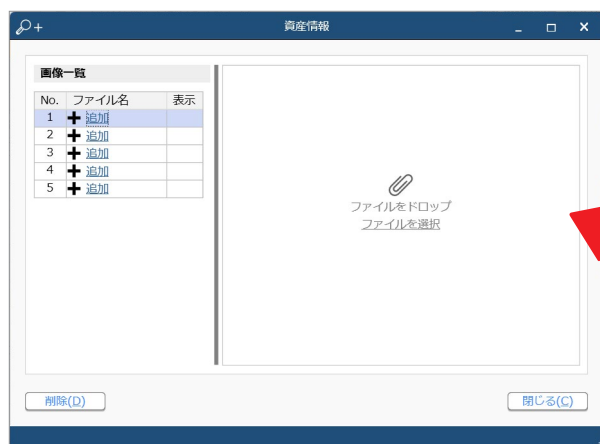 資産情報
画像一覧
No. ファイル名 表示
1 追加
2 追加
3 追加
4 追加
5 追加
ファイルをドロップ
ファイルを選択
削除(D)
閉じる(C)